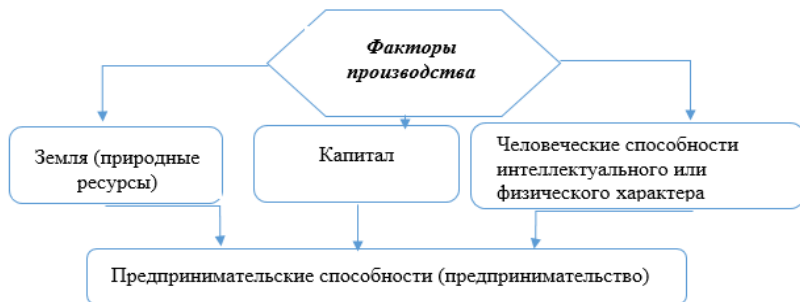 Факторы
производства
Земля (природные
ресурсы)
Капитал
Человеческие способности
интеллектуального или
физического характера
Предпринимательские способности (предпринимательство)